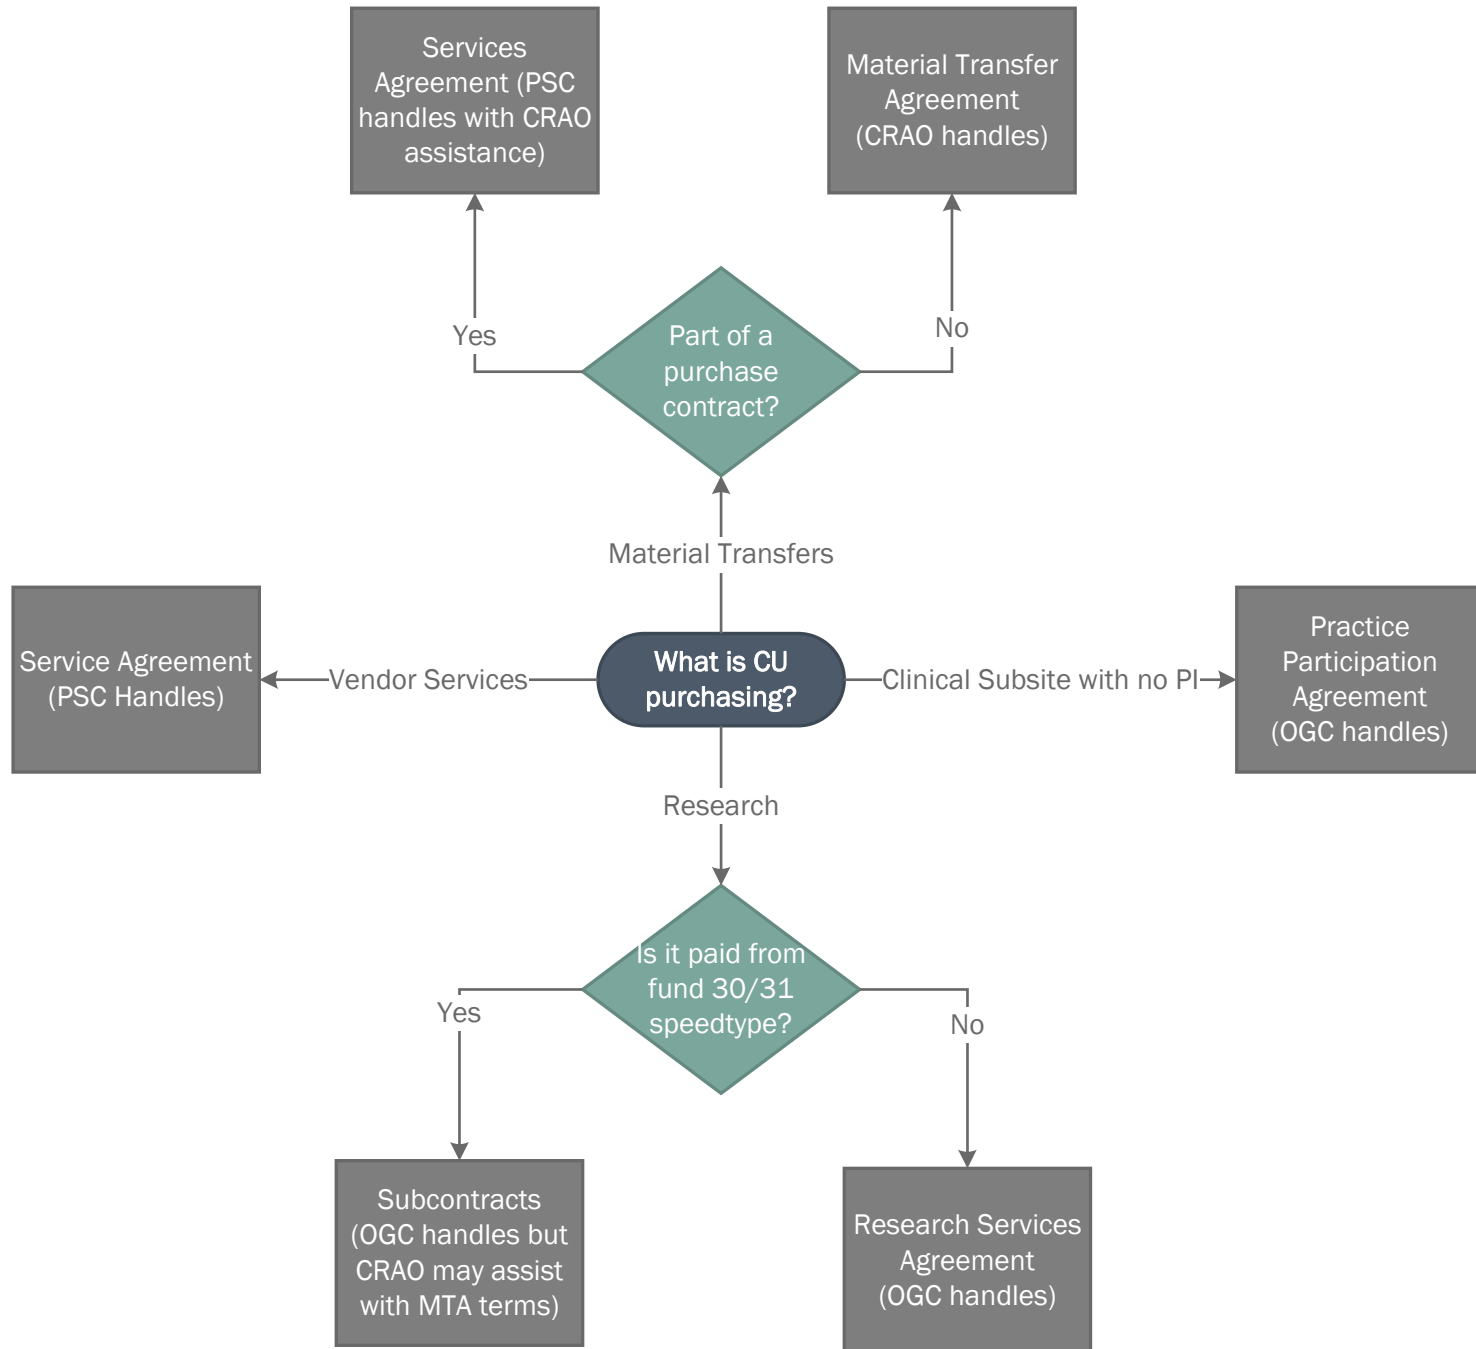 Services
Agreement (PSC
handles with CRAO
assistance)
Material Transfer
Agreement
(CRAO handles)
Yes
Part of a
purchase
contract?
No
Material Transfers
Service Agreement
(PSC Handles)
Vendor Services
What is CU
purchasing?
Clinical Subsite with no PI
Practice
Participation
Agreement
(OGC handles)
Research
Is it paid from
fund 30/31
speedtype?
Yes
No
Subcontracts
(OGC handles but
CRAO may assist
with MTA terms)
Research Services
Agreement
(OGC handles)